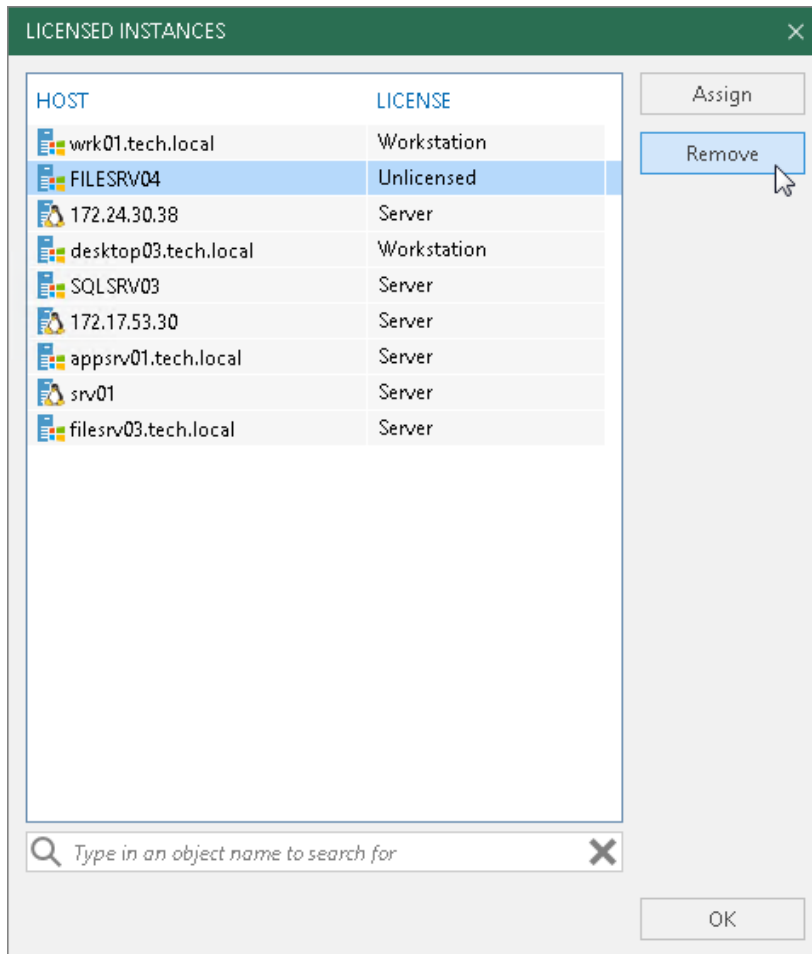 LICENSED INSTANCES
HOST LICENSE
wrk01.tech.local Workstation
FILESRV04 Unlicensed
172.24.30.38 Server
desktop03.tech.local Workstation
SQLSRV03 Server
172.17.53.30 Server
appsrv01.tech.local Server
srv01 Server
filesrv03.tech.local Server
Type in an object name to search for
Assign
Remove
OK